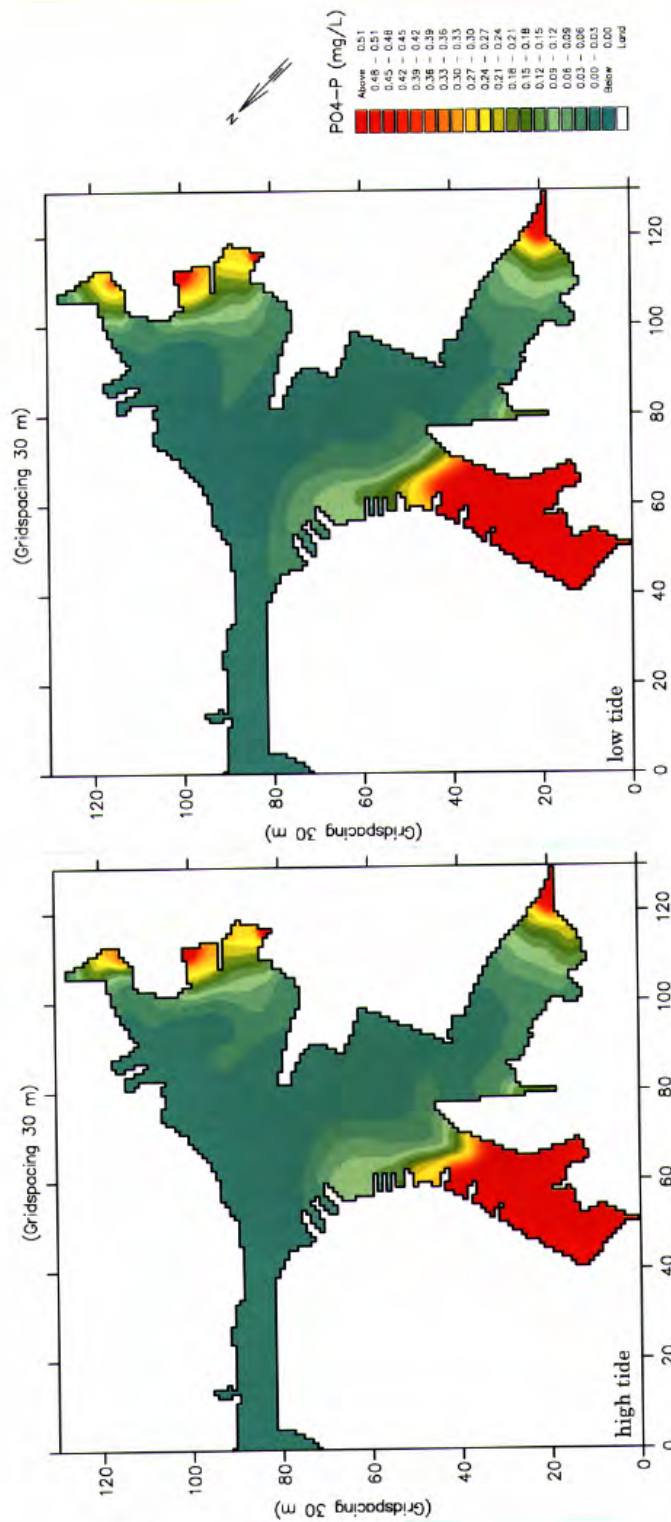 (Gridspacing 30 m)
(Gridspacing 30 m)
120
100
80
60
40
20
0
low tide
0
20
40
60
80
100
120
N
PO4-P (mg/L)
Above 0.51
0.48 - 0.51
0.45 - 0.48
0.42 - 0.45
0.39 - 0.42
0.36 - 0.39
0.33 - 0.36
0.30 - 0.33
0.27 - 0.30
0.24 - 0.27
0.21 - 0.24
0.18 - 0.21
0.15 - 0.18
0.12 - 0.15
0.09 - 0.12
0.06 - 0.09
0.03 - 0.06
0.00 - 0.03
Below 0.00
Land
(Gridspacing 30 m)
(Gridspacing 30 m)
120
100
80
60
40
20
0
high tide
0
20
40
60
80
100
120